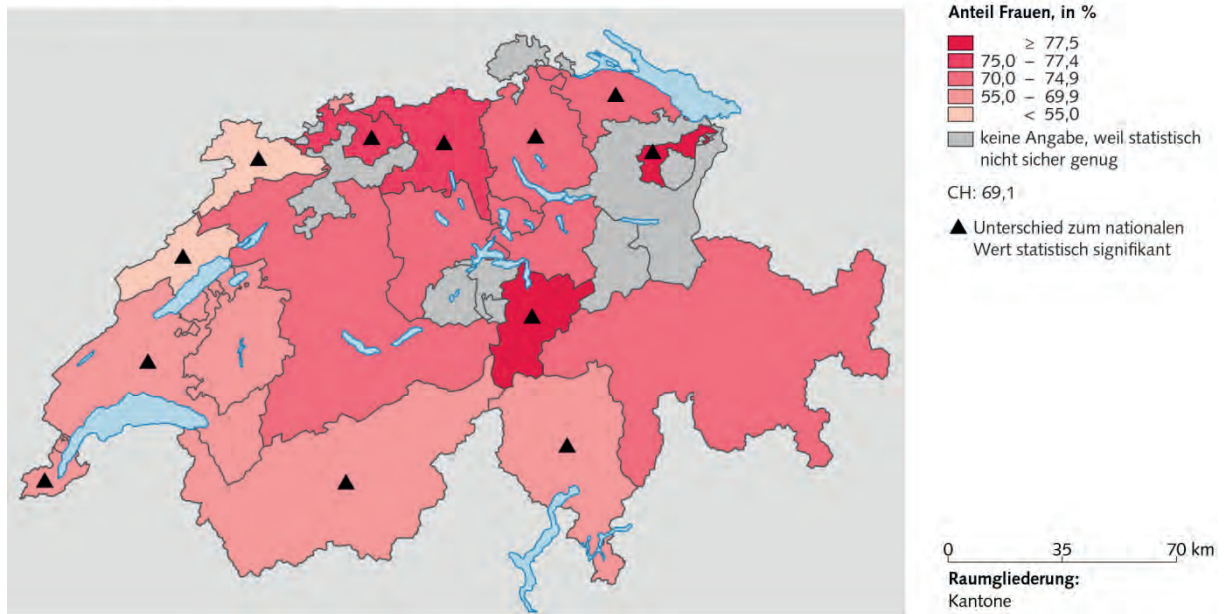 Anteil Frauen, in %
≥ 77,5
75,0 – 77,4
70,0 – 74,9
55,0 – 69,9
< 55,0
keine Angabe, weil statistisch
nicht sicher genug
CH: 69,1
Unterschied zum nationalen
Wert statistisch signifikant
0 35 70 km
Raumgliederung:
Kantone